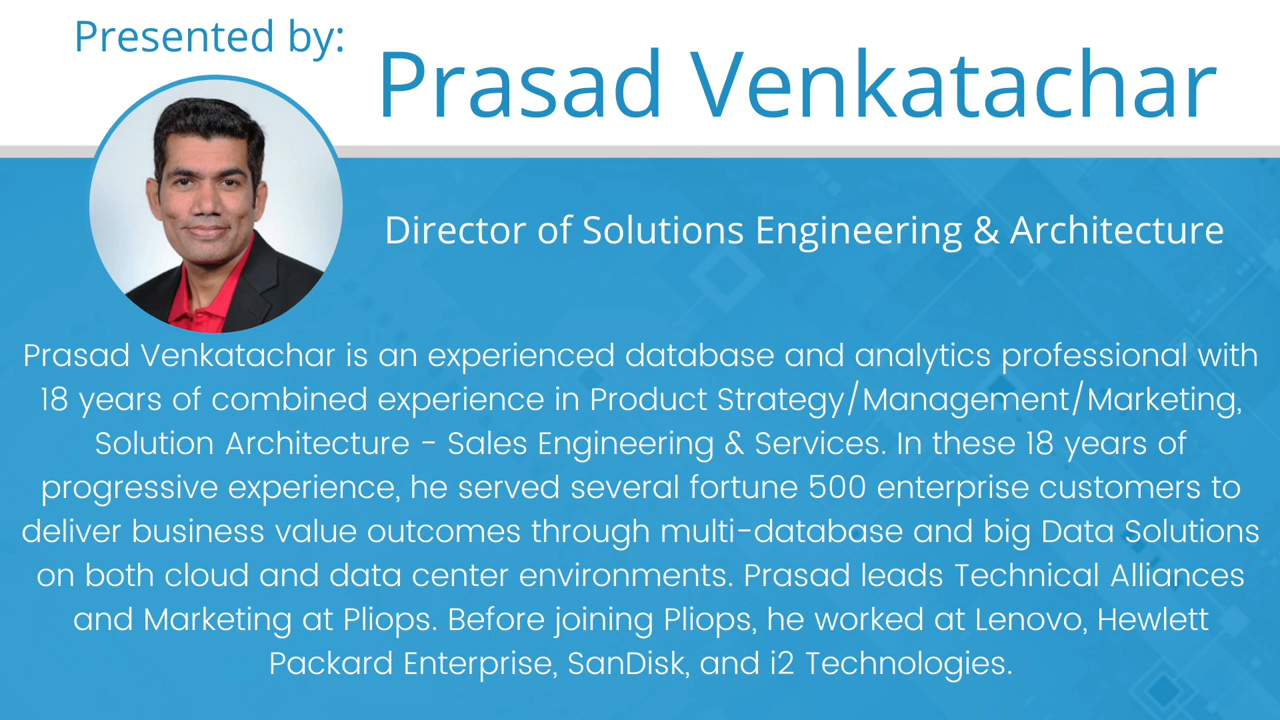 Presented by:
Prasad Venkatachar
Director of Solutions Engineering & Architecture
Prasad Venkatachar is an experienced database and analytics professional with
18 years of combined experience in Product Strategy/Management/Marketing,
Solution Architecture - Sales Engineering & Services. In these 18 years of
progressive experience, he served several fortune 500 enterprise customers to
deliver business value outcomes through multi-database and big Data Solutions
on both cloud and data center environments. Prasad leads Technical Alliances
and Marketing at Pliops. Before joining Pliops, he worked at Lenovo, Hewlett
Packard Enterprise, SanDisk, and i2 Technologies.